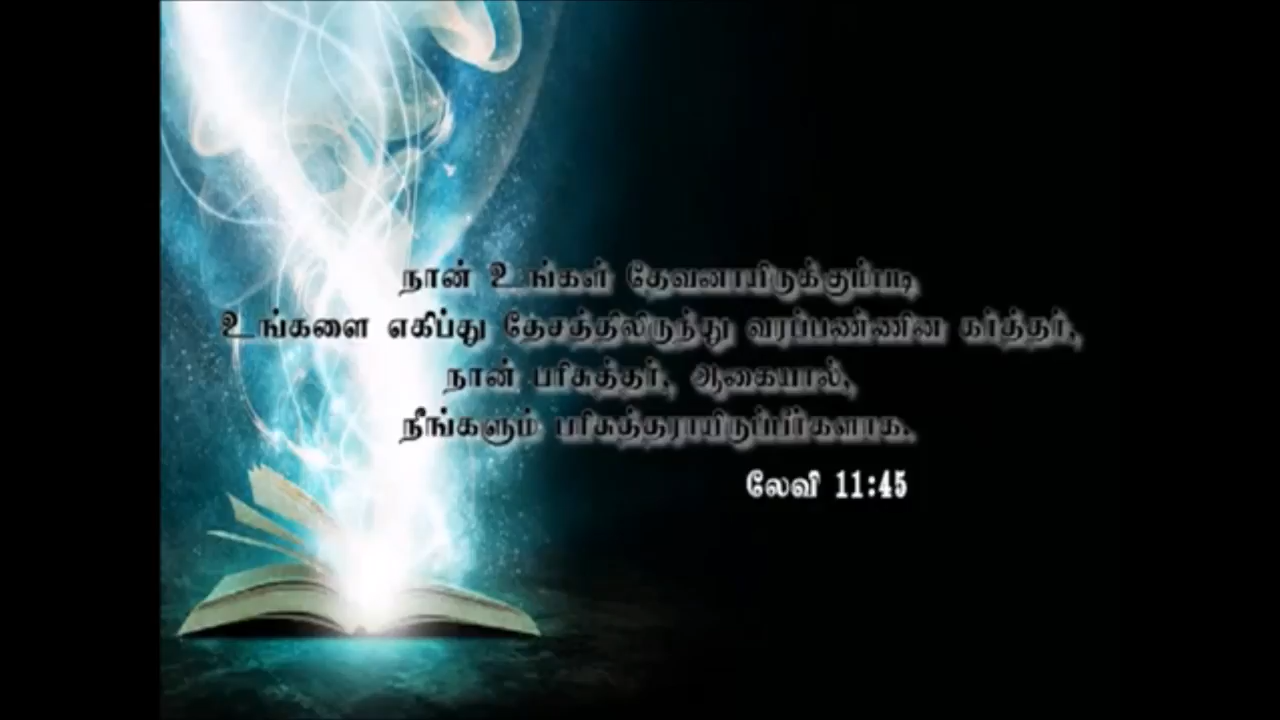 நான் உங்கள் தேவனாயிருக்கும்படி
உங்களை எகிப்து தேசத்திலிருந்து வரப்பண்ணின கர்த்தர்,
நான் பரிசுத்தர், ஆகையால்,
நீங்களும் பரிசுத்தராயிருப்பீர்களாக.
லேவி 11:45